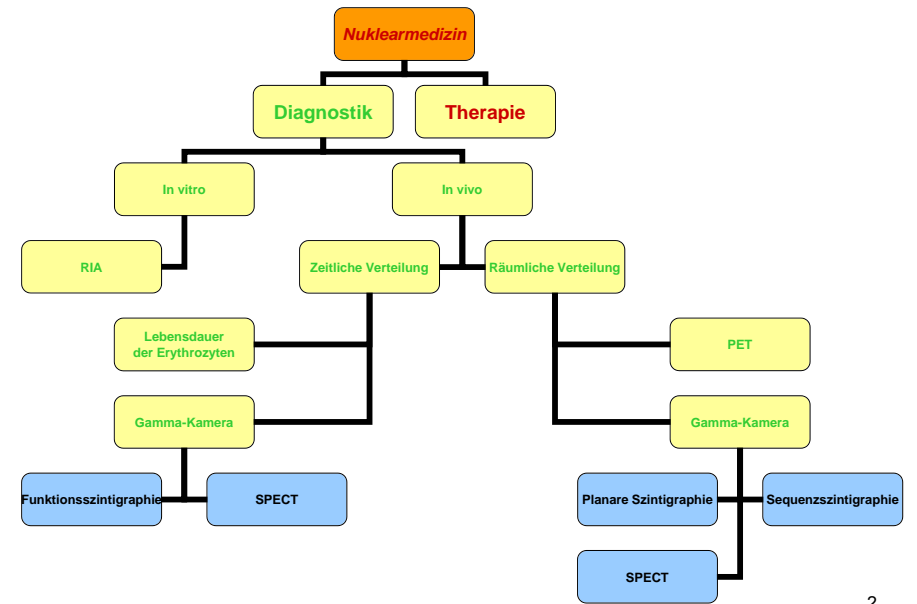 Nuklearmedizin
Diagnostik
Therapie
In vitro
In vivo
RIA
Zeitliche Verteilung
Räumliche Verteilung
Lebensdauer
der Erythrozyten
PET
Gamma-Kamera
Gamma-Kamera
Funktionsszintigraphie
SPECT
Planare Szintigraphie
Sequenzszintigraphie
SPECT
2